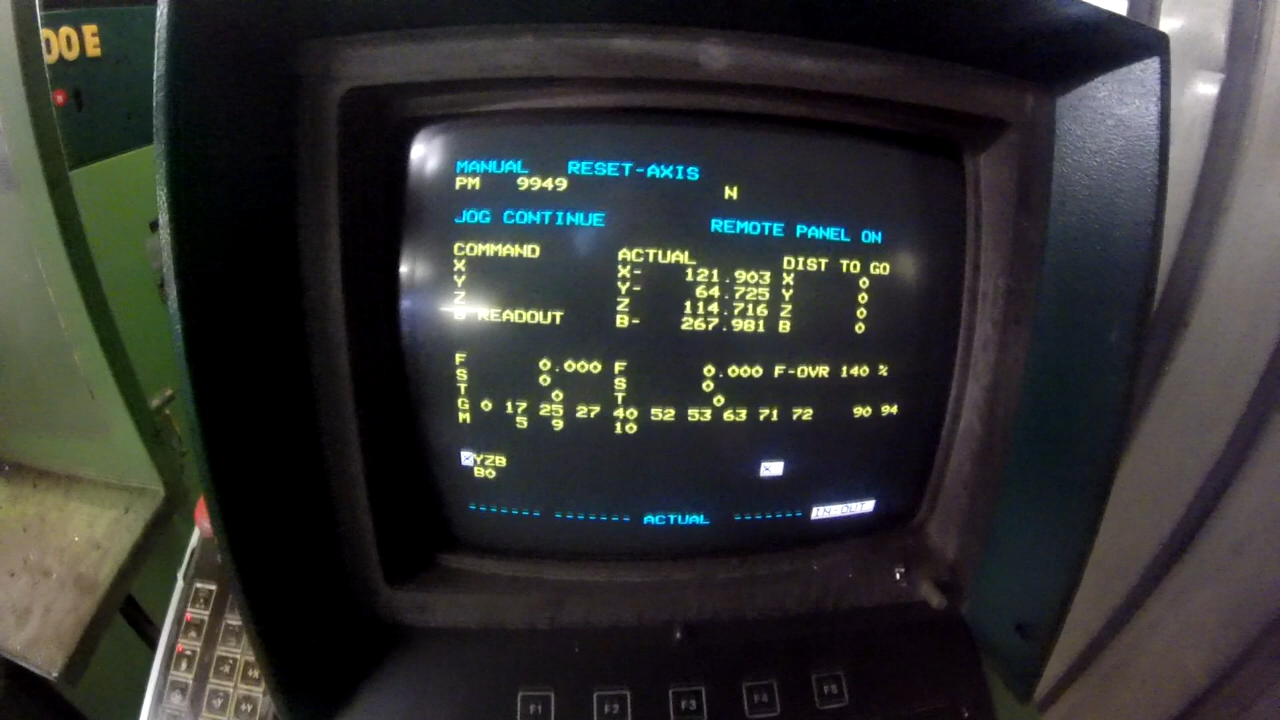 00E
MANUAL RESET-AXIS
PM 9949 N
JOG CONTINUE REMOTE PANEL ON
COMMAND ACTUAL DIST TO GO
X X- 121.903 X 0
Y Y- 64.725 Y 0
Z Z 114.716 Z 0
READOUT B- 267.981 B 0
F 0.000 F 0.000 F-OVR 140 %
S 0 S 0
T 0 T 0
G 0 17 25 27 40 52 53 63 71 72 90 94
M 5 9 10
XYZB X
B0
------- ------- ACTUAL ------- IN-OUT
F1 F2 F3 F4 F5